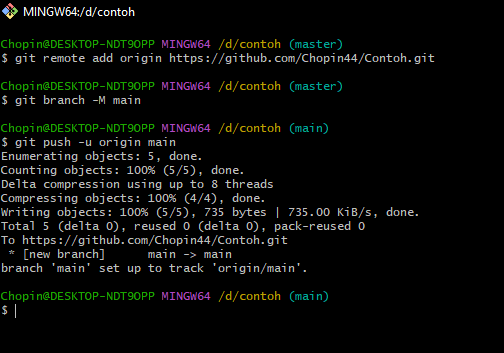 MINGW64:/d/contoh
Chopin@DESKTOP-NDT9OPP MINGW64 /d/contoh (master)
$ git remote add origin https://github.com/Chopin44/Contoh.git
Chopin@DESKTOP-NDT9OPP MINGW64 /d/contoh (master)
$ git branch -M main
Chopin@DESKTOP-NDT9OPP MINGW64 /d/contoh (main)
$ git push -u origin main
Enumerating objects: 5, done.
Counting objects: 100% (5/5), done.
Delta compression using up to 8 threads
Compressing objects: 100% (4/4), done.
Writing objects: 100% (5/5), 735 bytes | 735.00 KiB/s, done.
Total 5 (delta 0), reused 0 (delta 0), pack-reused 0
To https://github.com/Chopin44/Contoh.git
 * [new branch]      main -> main
branch 'main' set up to track 'origin/main'.
Chopin@DESKTOP-NDT9OPP MINGW64 /d/contoh (main)
$